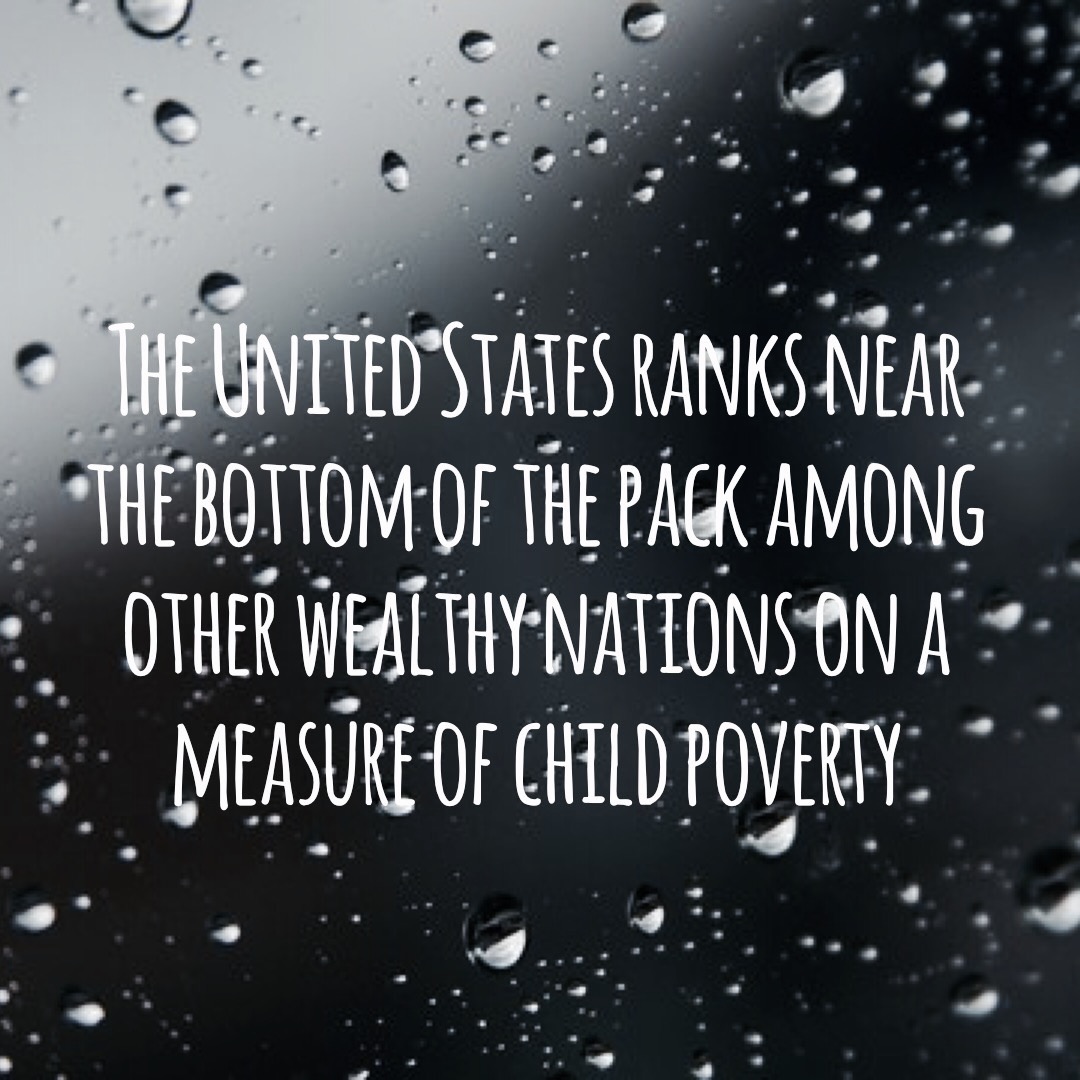 The United States ranks near
the bottom of the pack among
other wealthy nations on a
measure of child poverty